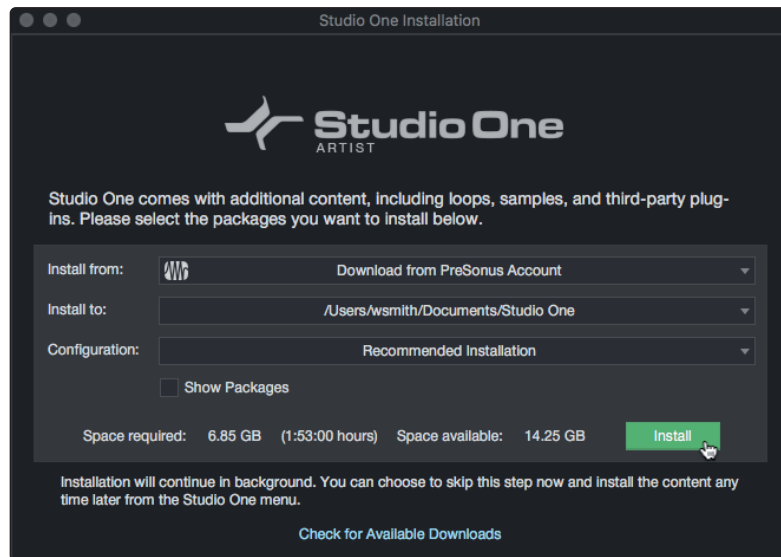 Studio One Installation
Studio One
ARTIST
Studio One comes with additional content, including loops, samples, and third-party plug-
ins. Please select the packages you want to install below.
Install from: Download from PreSonus Account
Install to: /Users/wsmith/Documents/Studio One
Configuration: Recommended Installation
Show Packages
Space required: 6.85 GB (1:53:00 hours) Space available: 14.25 GB Install
Installation will continue in background. You can choose to skip this step now and install the content any
time later from the Studio One menu.
Check for Available Downloads